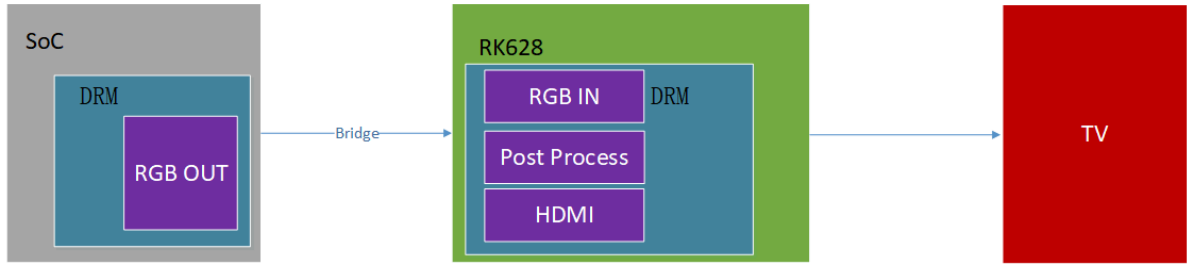 SoC
DRM
RGB OUT
Bridge
RK628
RGB IN
DRM
Post Process
HDMI
TV